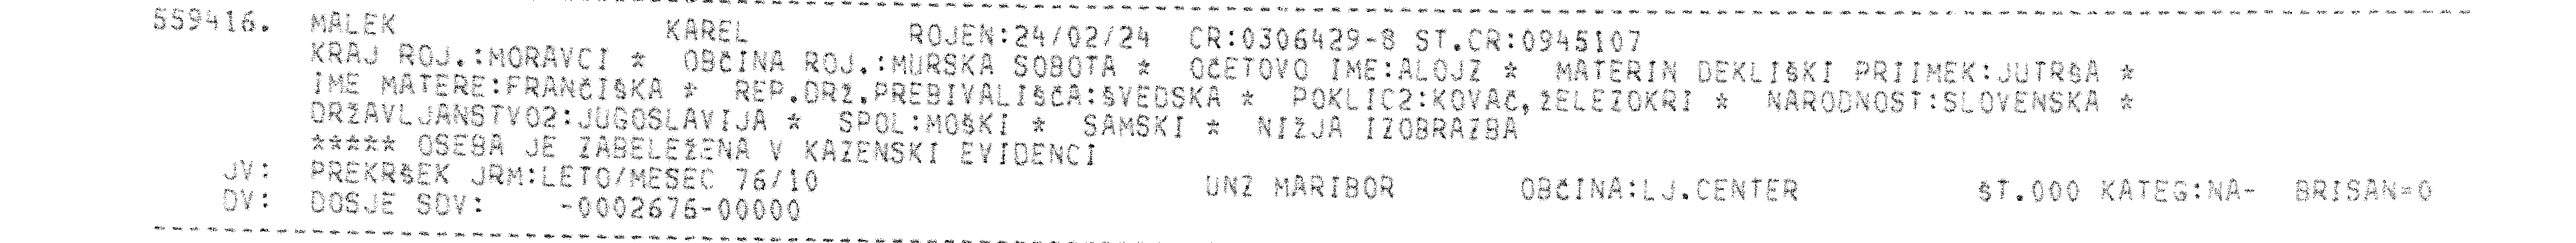 559416. MALEK KAREL ROJEN:24/02/24 CR:0306429-8 ST.CR:0945107
KRAJ ROJ.:MORAVCI * OBČINA ROJ.:MURSKA SOBOTA * OČETOVO IME:ALOJZ * MATERIN DEKLIŠKI PRIIMEK:JUTRŠA *
IME MATERE:FRANČIŠKA * REP.DRŽ.PREBIVALIŠČA:ŠVEDSKA * POKLIC2:KOVAČ,ŽELEZOKRI * NARODNOST:SLOVENSKA *
DRŽAVLJANSTVO2:JUGOSLAVIJA * SPOL:MOŠKI * SAMSKI * NIŽJA IZOBRAZBA
***** OSEBA JE ZABELEŽENA V KAZENSKI EVIDENCI
JV: PREKRŠEK JRM:LETO/MESEC 76/10 UNZ MARIBOR OBČINA:LJ.CENTER ŠT.000 KATEG:NA- BRISAN=0
DV: DOSJE SDV: -0002676-00000